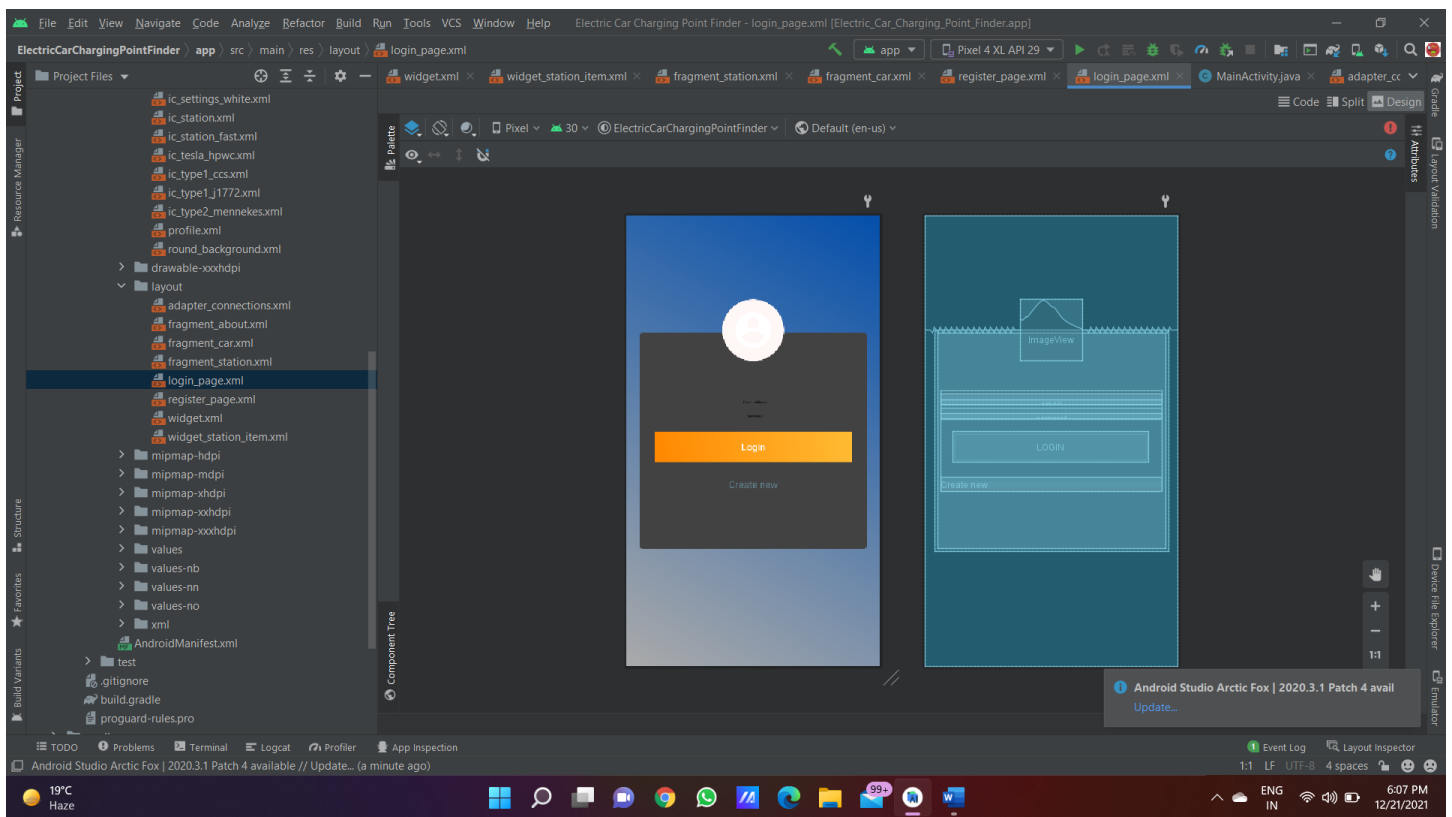 File Edit View Navigate Code Analyze Refactor Build Run Tools VCS Window Help Electric Car Charging Point Finder - login_page.xml [Electric_Car_Charging_Point_Finder.app]
ElectricCarChargingPointFinder app src main res layout login_page.xml
app Pixel 4 XL API 29
Project Files
widget.xml widget_station_item.xml fragment_station.xml fragment_car.xml register_page.xml login_page.xml MainActivity.java adapter_cc
Code Split Design
Pixel 30 ElectricCarChargingPointFinder Default (en-us)
Project
Resource Manager
Structure
Favorites
Build Variants
ic_settings_white.xml
ic_station.xml
ic_station_fast.xml
ic_tesla_hpwc.xml
ic_type1_ccs.xml
ic_type1_j1772.xml
ic_type2_mennekes.xml
profile.xml
round_background.xml
drawable-xxxhdpi
layout
adapter_connections.xml
fragment_about.xml
fragment_car.xml
fragment_station.xml
login_page.xml
register_page.xml
widget.xml
widget_station_item.xml
mipmap-hdpi
mipmap-mdpi
mipmap-xhdpi
mipmap-xxhdpi
mipmap-xxxhdpi
values
values-nb
values-nn
values-no
xml
AndroidManifest.xml
test
.gitignore
build.gradle
proguard-rules.pro
Palette
Component Tree
Login
Create new
ImageView
LOGIN
Create new
1:1
Attributes
Gradle
Layout Validation
Device File Explorer
Emulator
Android Studio Arctic Fox | 2020.3.1 Patch 4 avail
Update...
TODO Problems Terminal Logcat Profiler App Inspection
1 Event Log Layout Inspector
Android Studio Arctic Fox | 2020.3.1 Patch 4 available // Update... (a minute ago)
1:1 LF UTF-8 4 spaces
19°C
Haze
99+
ENG
IN
6:07 PM
12/21/2021